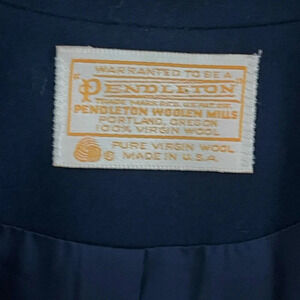 WARRANTED TO BE A
"PENDLETON"
TRADE MARK REG. U.S. PAT. OFF.
PENDLETON WOOLEN MILLS
PORTLAND, OREGON
100% VIRGIN WOOL
PURE VIRGIN WOOL
MADE IN U.S.A.